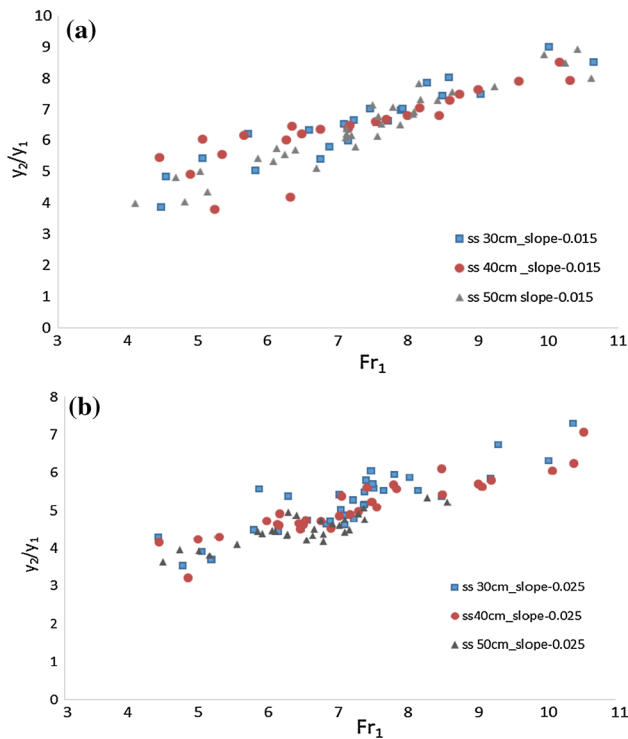 (a)
10
9
8
7
6
5
4
3
2
1
0
y2/y1
ss 30cm_slope-0.015
ss 40cm _slope-0.015
ss 50cm slope-0.015
3 4 5 6 7 8 9 10 11
Fr1
(b)
8
7
6
5
4
3
2
1
0
y2/y1
ss 30cm_slope-0.025
ss40cm_slope-0.025
ss 50cm_slope-0.025
3 4 5 6 7 8 9 10 11
Fr1